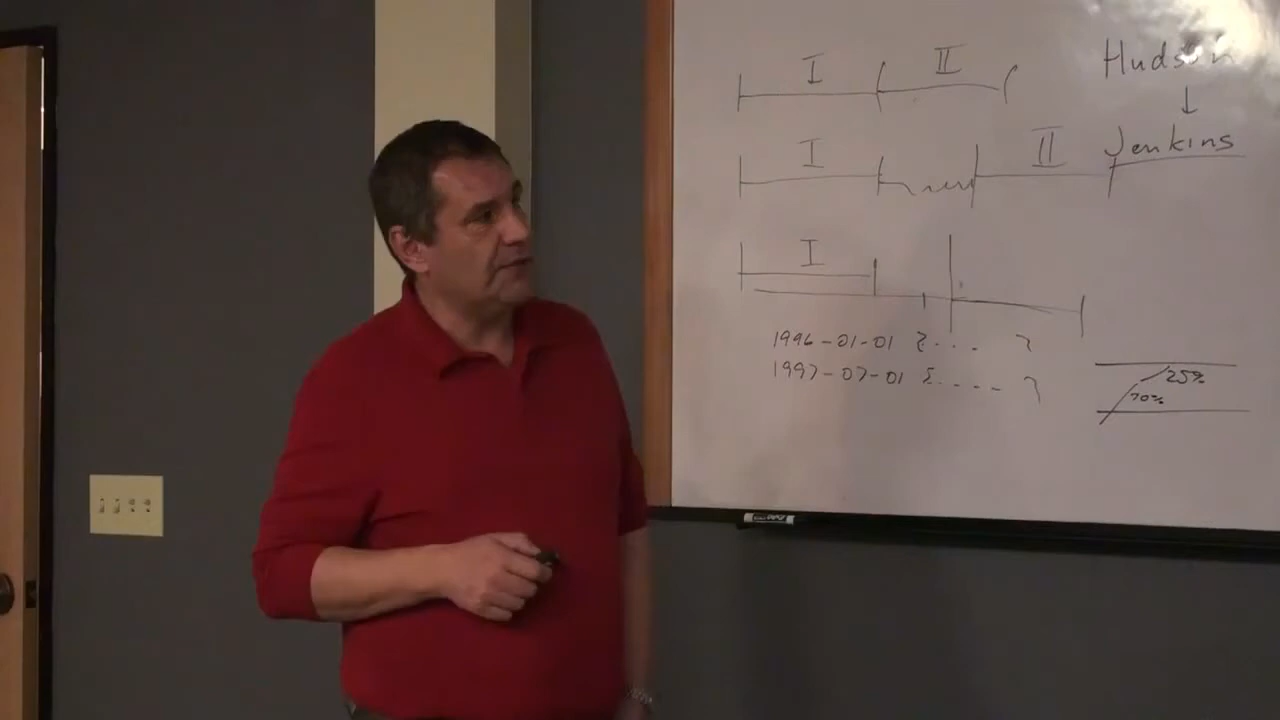 I II Hudson
↓
I II Jenkins
I
1996-01-01 {... }
1997-07-01 {..... }
25%
70%